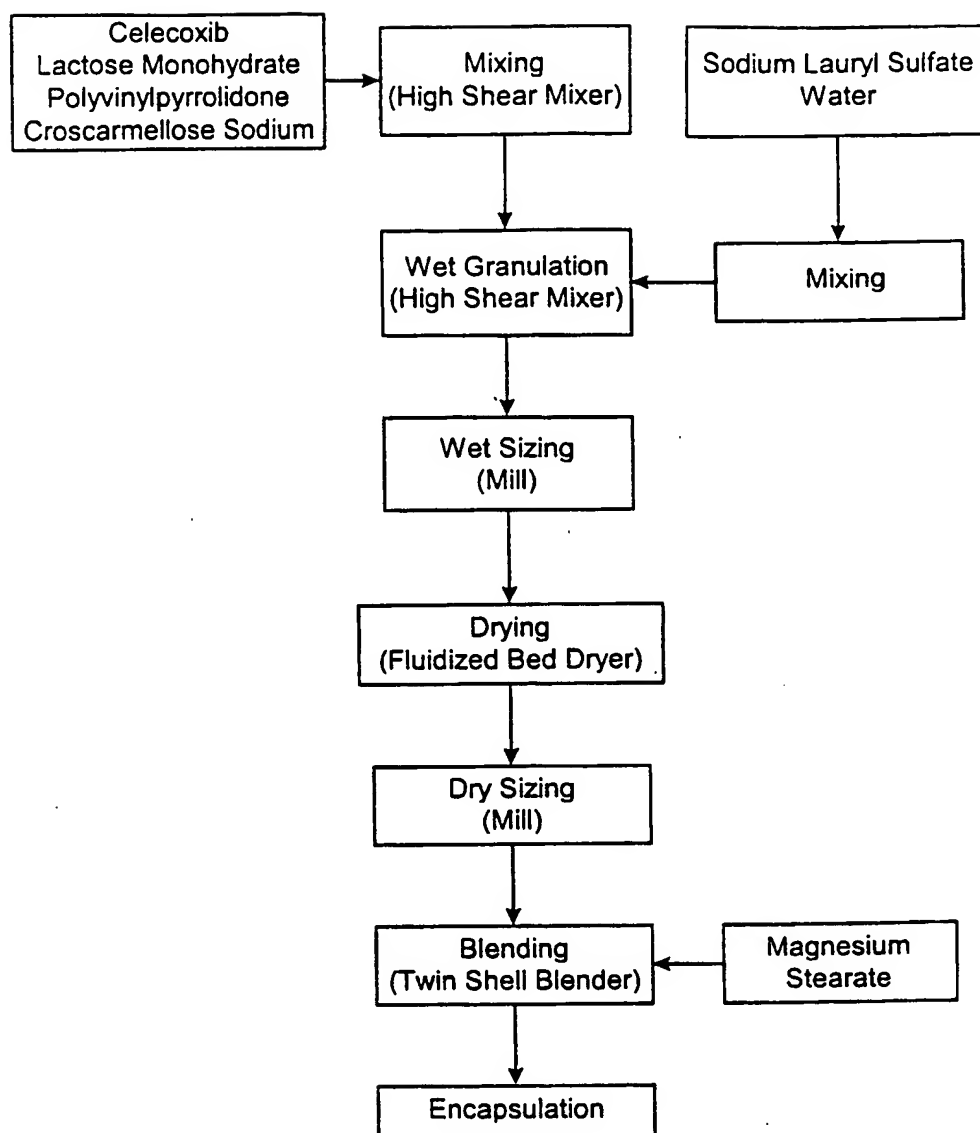 Celecoxib
Lactose Monohydrate
Polyvinylpyrrolidone
Croscarmellose Sodium
Mixing
(High Shear Mixer)
Sodium Lauryl Sulfate
Water
Wet Granulation
(High Shear Mixer)
Mixing
Wet Sizing
(Mill)
Drying
(Fluidized Bed Dryer)
Dry Sizing
(Mill)
Blending
(Twin Shell Blender)
Magnesium
Stearate
Encapsulation